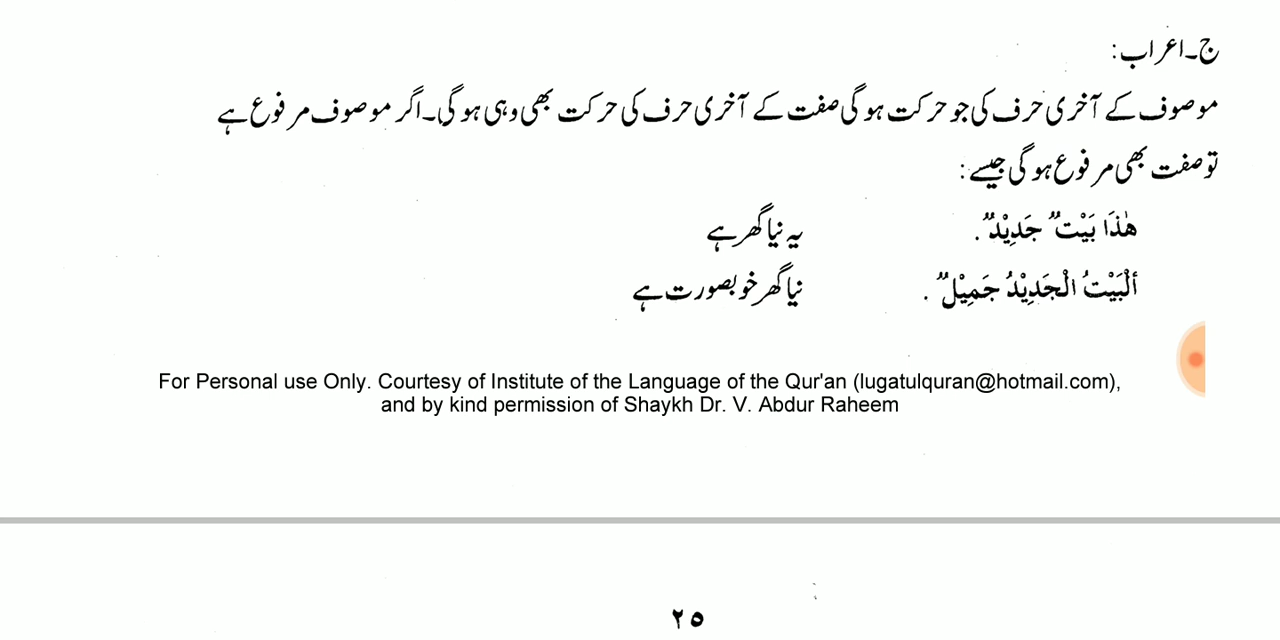 ج۔اعراب:
موصوف کے آخری حرف کی جو حرکت ہوگی صفت کے آخری حرف کی حرکت بھی وہی ہوگی۔اگر موصوف مرفوع ہے
تو صفت بھی مرفوع ہوگی جیسے:
هٰذَا بَيْتٌ جَدِيْدٌ. یہ نیا گھر ہے
أَلْبَيْتُ الْجَدِيْدُ جَمِيْلٌ. نیا گھر خوبصورت ہے
For Personal use Only. Courtesy of Institute of the Language of the Qur'an (lugatulquran@hotmail.com),
and by kind permission of Shaykh Dr. V. Abdur Raheem
٢٥